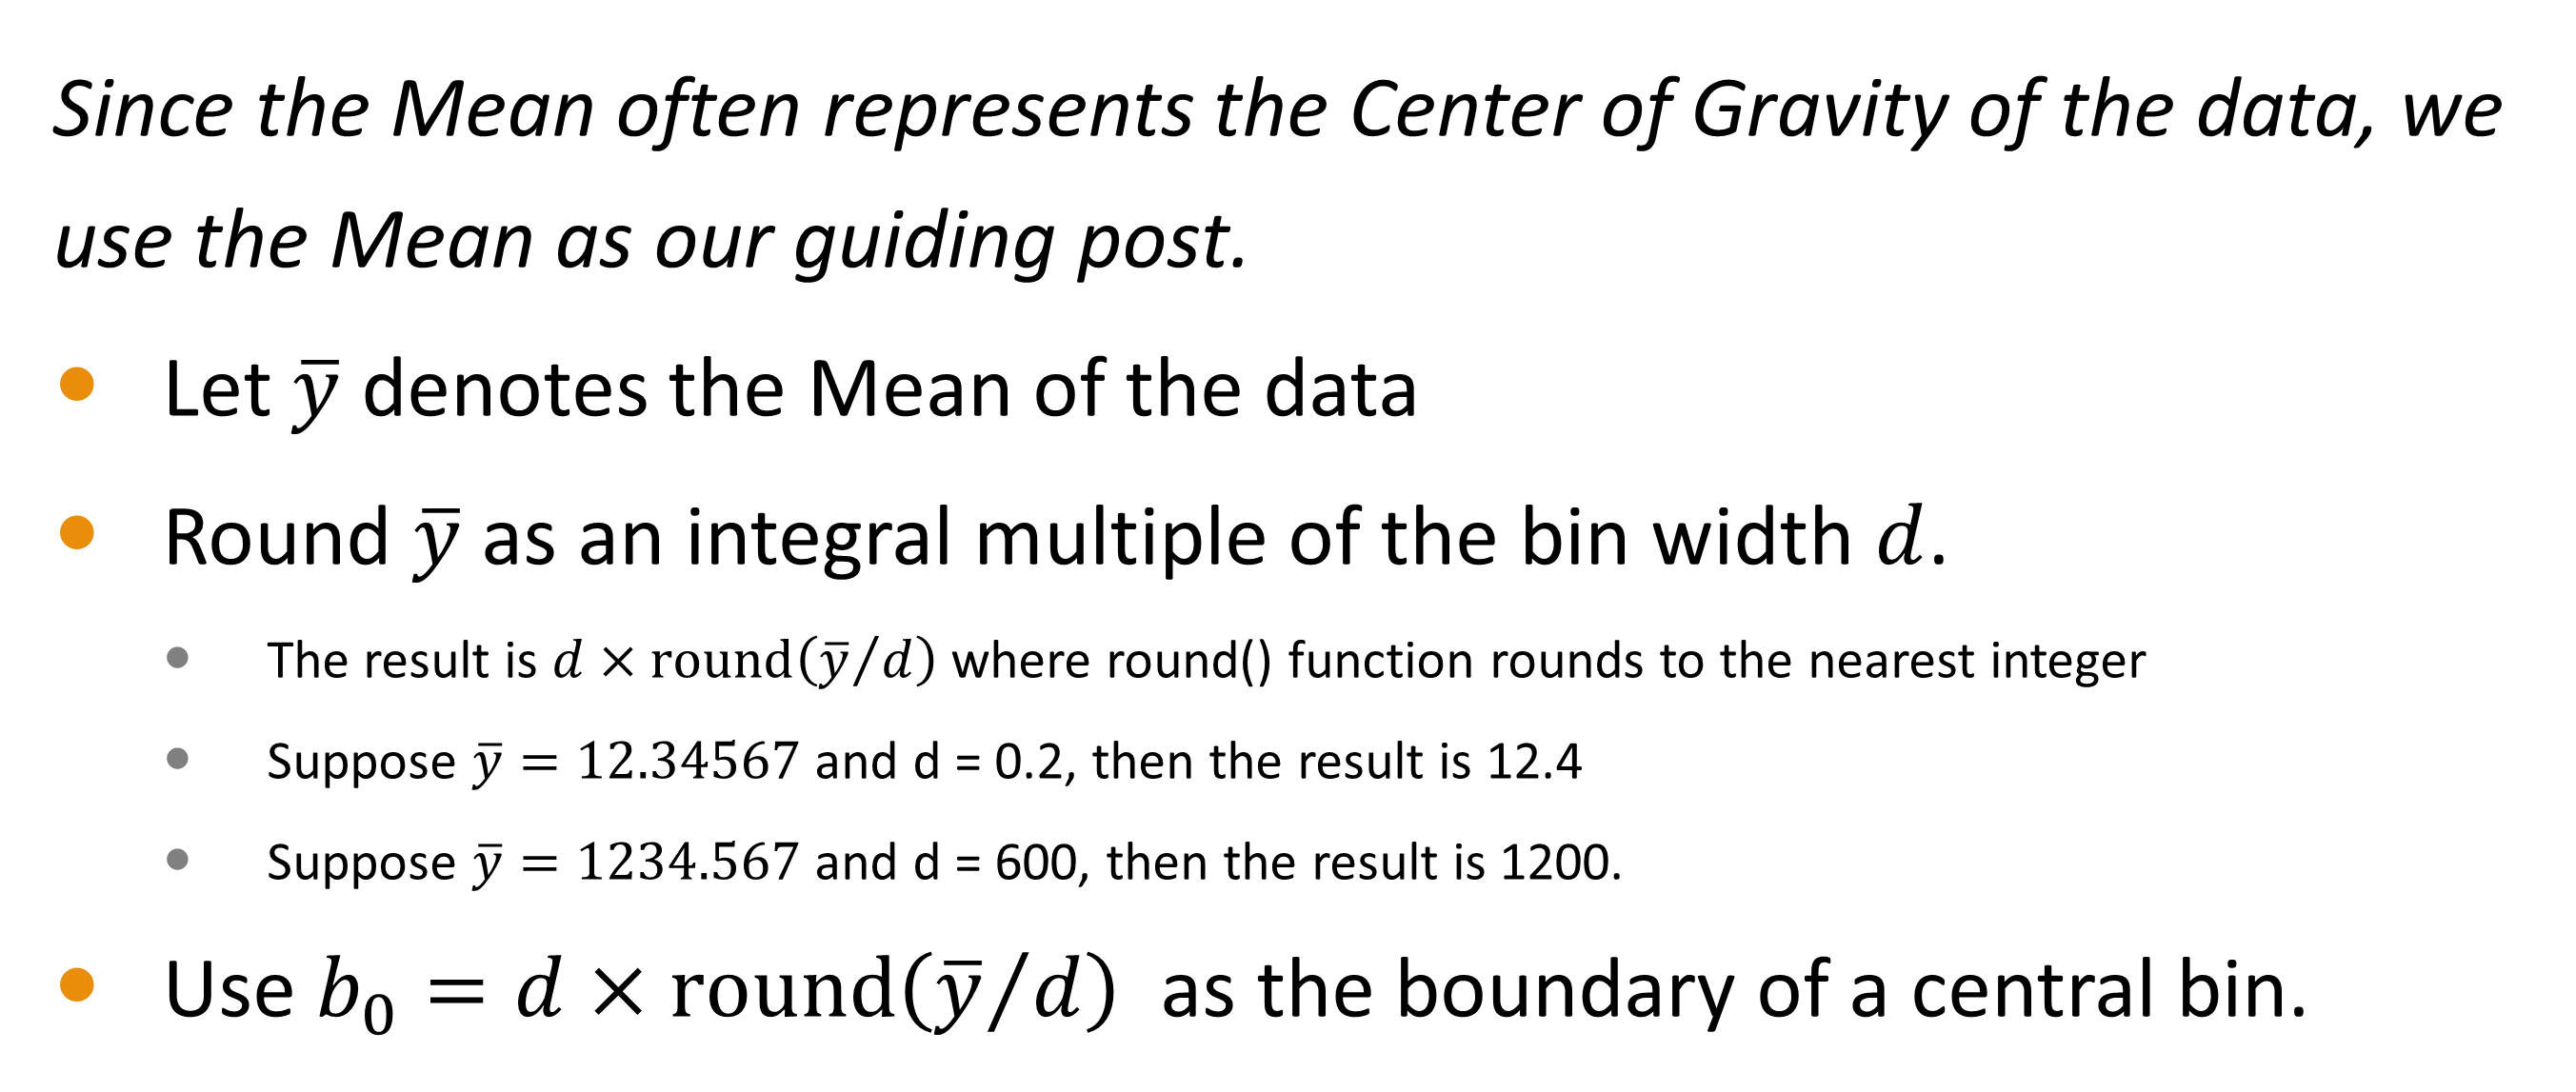 Since the Mean often represents the Center of Gravity of the data, we
use the Mean as our guiding post.
• Let ȳ denotes the Mean of the data
• Round ȳ as an integral multiple of the bin width d.
• The result is d × round(ȳ/d) where round() function rounds to the nearest integer
• Suppose ȳ = 12.34567 and d = 0.2, then the result is 12.4
• Suppose ȳ = 1234.567 and d = 600, then the result is 1200.
• Use b₀ = d × round(ȳ/d) as the boundary of a central bin.